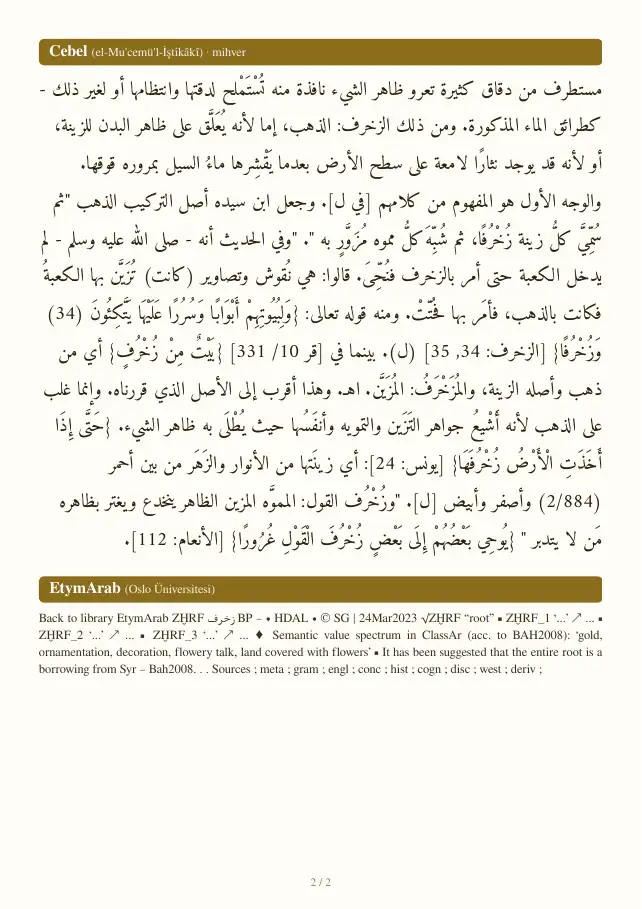 Cebel (el-Mu'cemü'l-İştikâkî) · mihver
مستطرف من دقاق كثيرة تعرو ظاهر الشيء نافذة منه تُسْتَمْلح لدقتها وانتظامها أو لغير ذلك -
كطرائق الماء المذكورة. ومن ذلك الزخرف: الذهب، إما لأنه يُعَلَّق على ظاهر البدن للزينة،
أو لأنه قد يوجد نثارًا لامعة على سطح الأرض بعدما يَقْشِرها ماءُ السيل بمروره فوقها.
والوجه الأول هو المفهوم من كلامهم [في ل]. وجعل ابن سيده أصل التركيب الذهب "ثم
سُمِّيَّ كلُّ زينة زُخْرُفًا، ثم شُبِّه كلُّ مموه مُزَوَّرٍ به ". "وفي الحديث أنه - صلى الله عليه وسلم - لم
يدخل الكعبة حتى أمر بالزخرف فنُحِّىَ. قالوا: هي نُقوش وتصاوير (كانت) تُزَيَّن بها الكعبةُ
فكانت بالذهب، فأمَر بها فحُتَّتْ. ومنه قوله تعالى: {وَلِبُيُوتِهِمْ أَبْوَابًا وَسُرُرًا عَلَيْهَا يَتَّكِئُونَ (34)
وَزُخْرُفًا} [الزخرف: 34, 35] (ل). بينما في [قر 10/ 331] {بَيْتٌ مِنْ زُخْرُفٍ} أي من
ذهب وأصله الزينة، والمُزَخْرَفُ: المُزَيَّن. اهـ. وهذا أقرب إلى الأصل الذي قررناه. وإنما غلب
على الذهب لأنه أَشْيعُ جواهر التَزَين والتمويه وأنفَسُها حيث يُطْلَى به ظاهر الشيء. {حَتَّى إِذَا
أَخَذَتِ الْأَرْضُ زُخْرُفَهَا} [يونس: 24]: أي زينَتها من الأنوار والزَهَر من بين أحمر
(2/884) وأصفر وأبيض [ل]. "وزُخْرُف القول: المموَّه المزين الظاهر ينخدع ويغتر بظاهره
مَن لا يتدبر " {يُوحِي بَعْضُهُمْ إِلَى بَعْضٍ زُخْرُفَ الْقَوْلِ غُرُورًا} [الأنعام: 112].
EtymArab (Oslo Üniversitesi)
Back to library EtymArab ZḪRF زخرف BP – • HDAL • © SG | 24Mar2023 √ZḪRF “root” ▪ ZḪRF_1 ‘...’ ↗ ... ▪
ZḪRF_2 ‘...’ ↗ ... ▪ ZḪRF_3 ‘...’ ↗ ... ♦ Semantic value spectrum in ClassAr (acc. to BAH2008): ‘gold,
ornamentation, decoration, flowery talk, land covered with flowers’ ▪ It has been suggested that the entire root is a
borrowing from Syr – Bah2008. . . Sources ; meta ; gram ; engl ; conc ; hist ; cogn ; disc ; west ; deriv ;
2 / 2